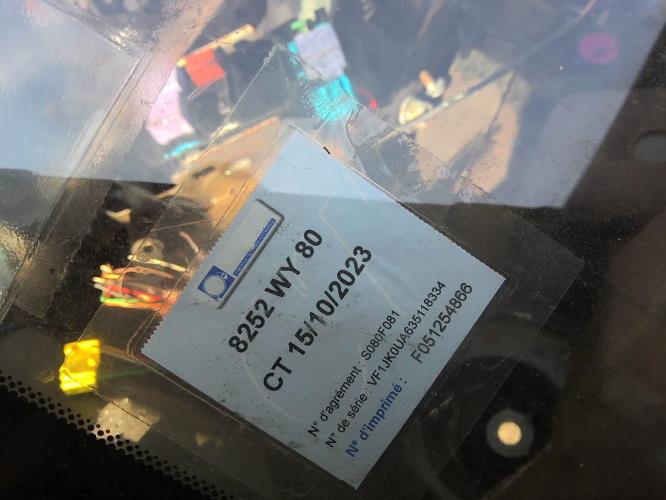 8252 WY 80
CT 15/10/2023
N° d'agrément : S080F081
N° de série : VF1JK0UA635118334
N° d'imprimé : F051254866